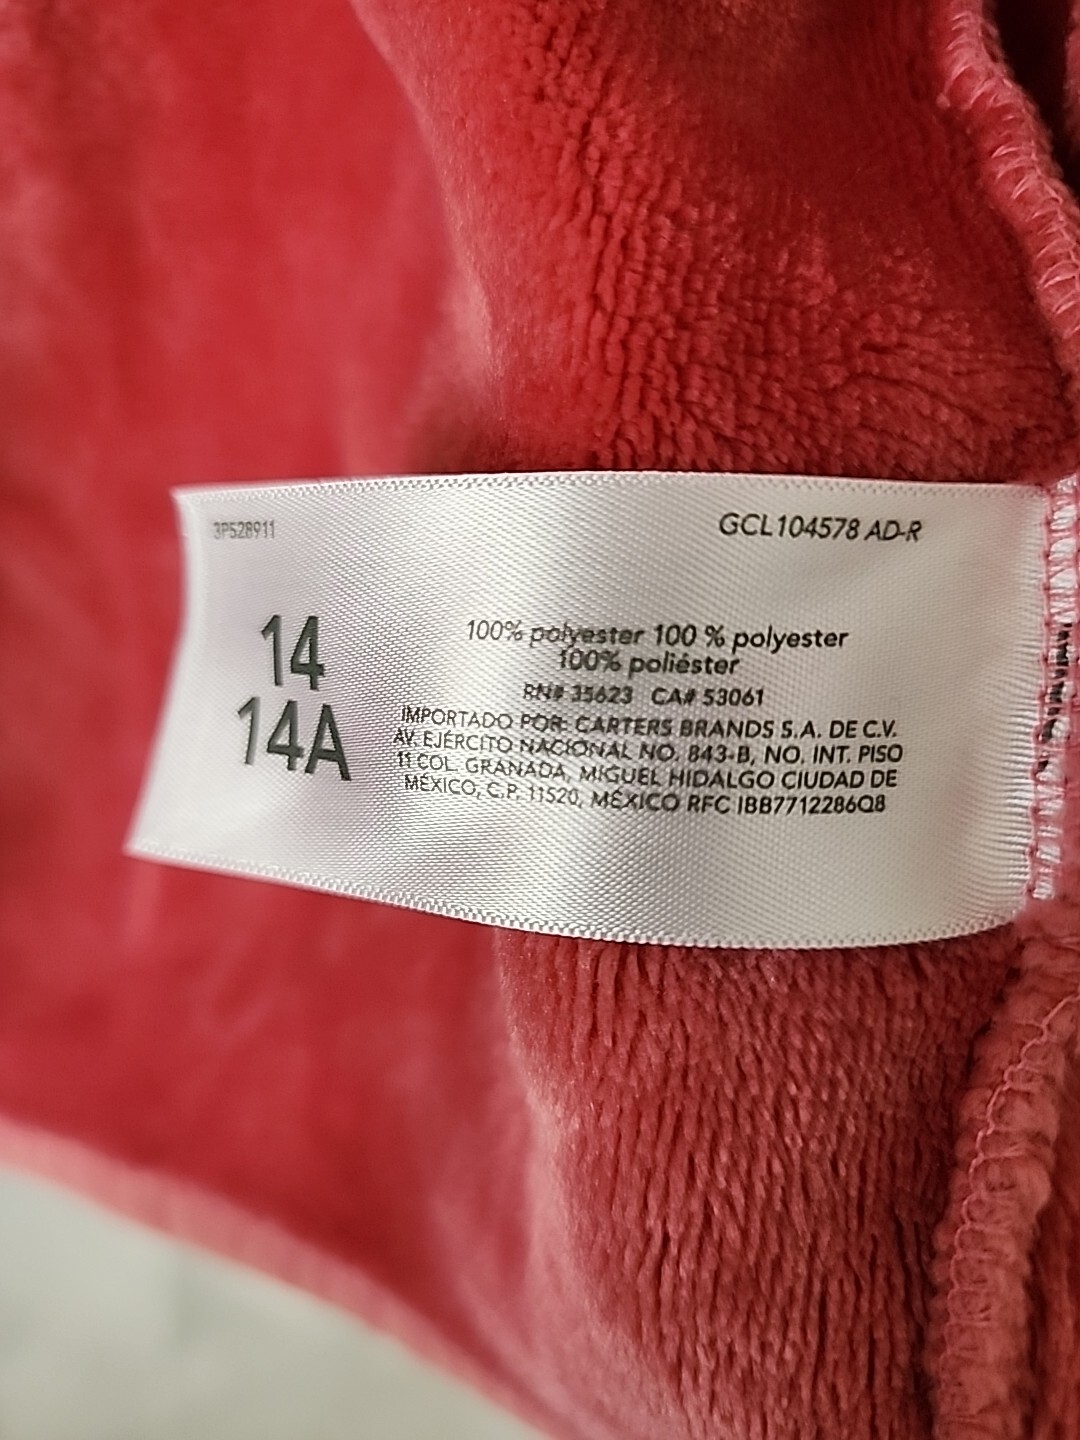 3P528911
GCL104578 AD-R
14
14A
100% polyester 100 % polyester
100% poliéster
RN# 35623 CA# 53061
IMPORTADO POR: CARTERS BRANDS S.A. DE C.V.
AV. EJÉRCITO NACIONAL NO. 843-B, NO. INT. PISO
11 COL. GRANADA, MIGUEL HIDALGO CIUDAD DE
MÉXICO, C.P. 11520, MÉXICO RFC IBB7712286Q8